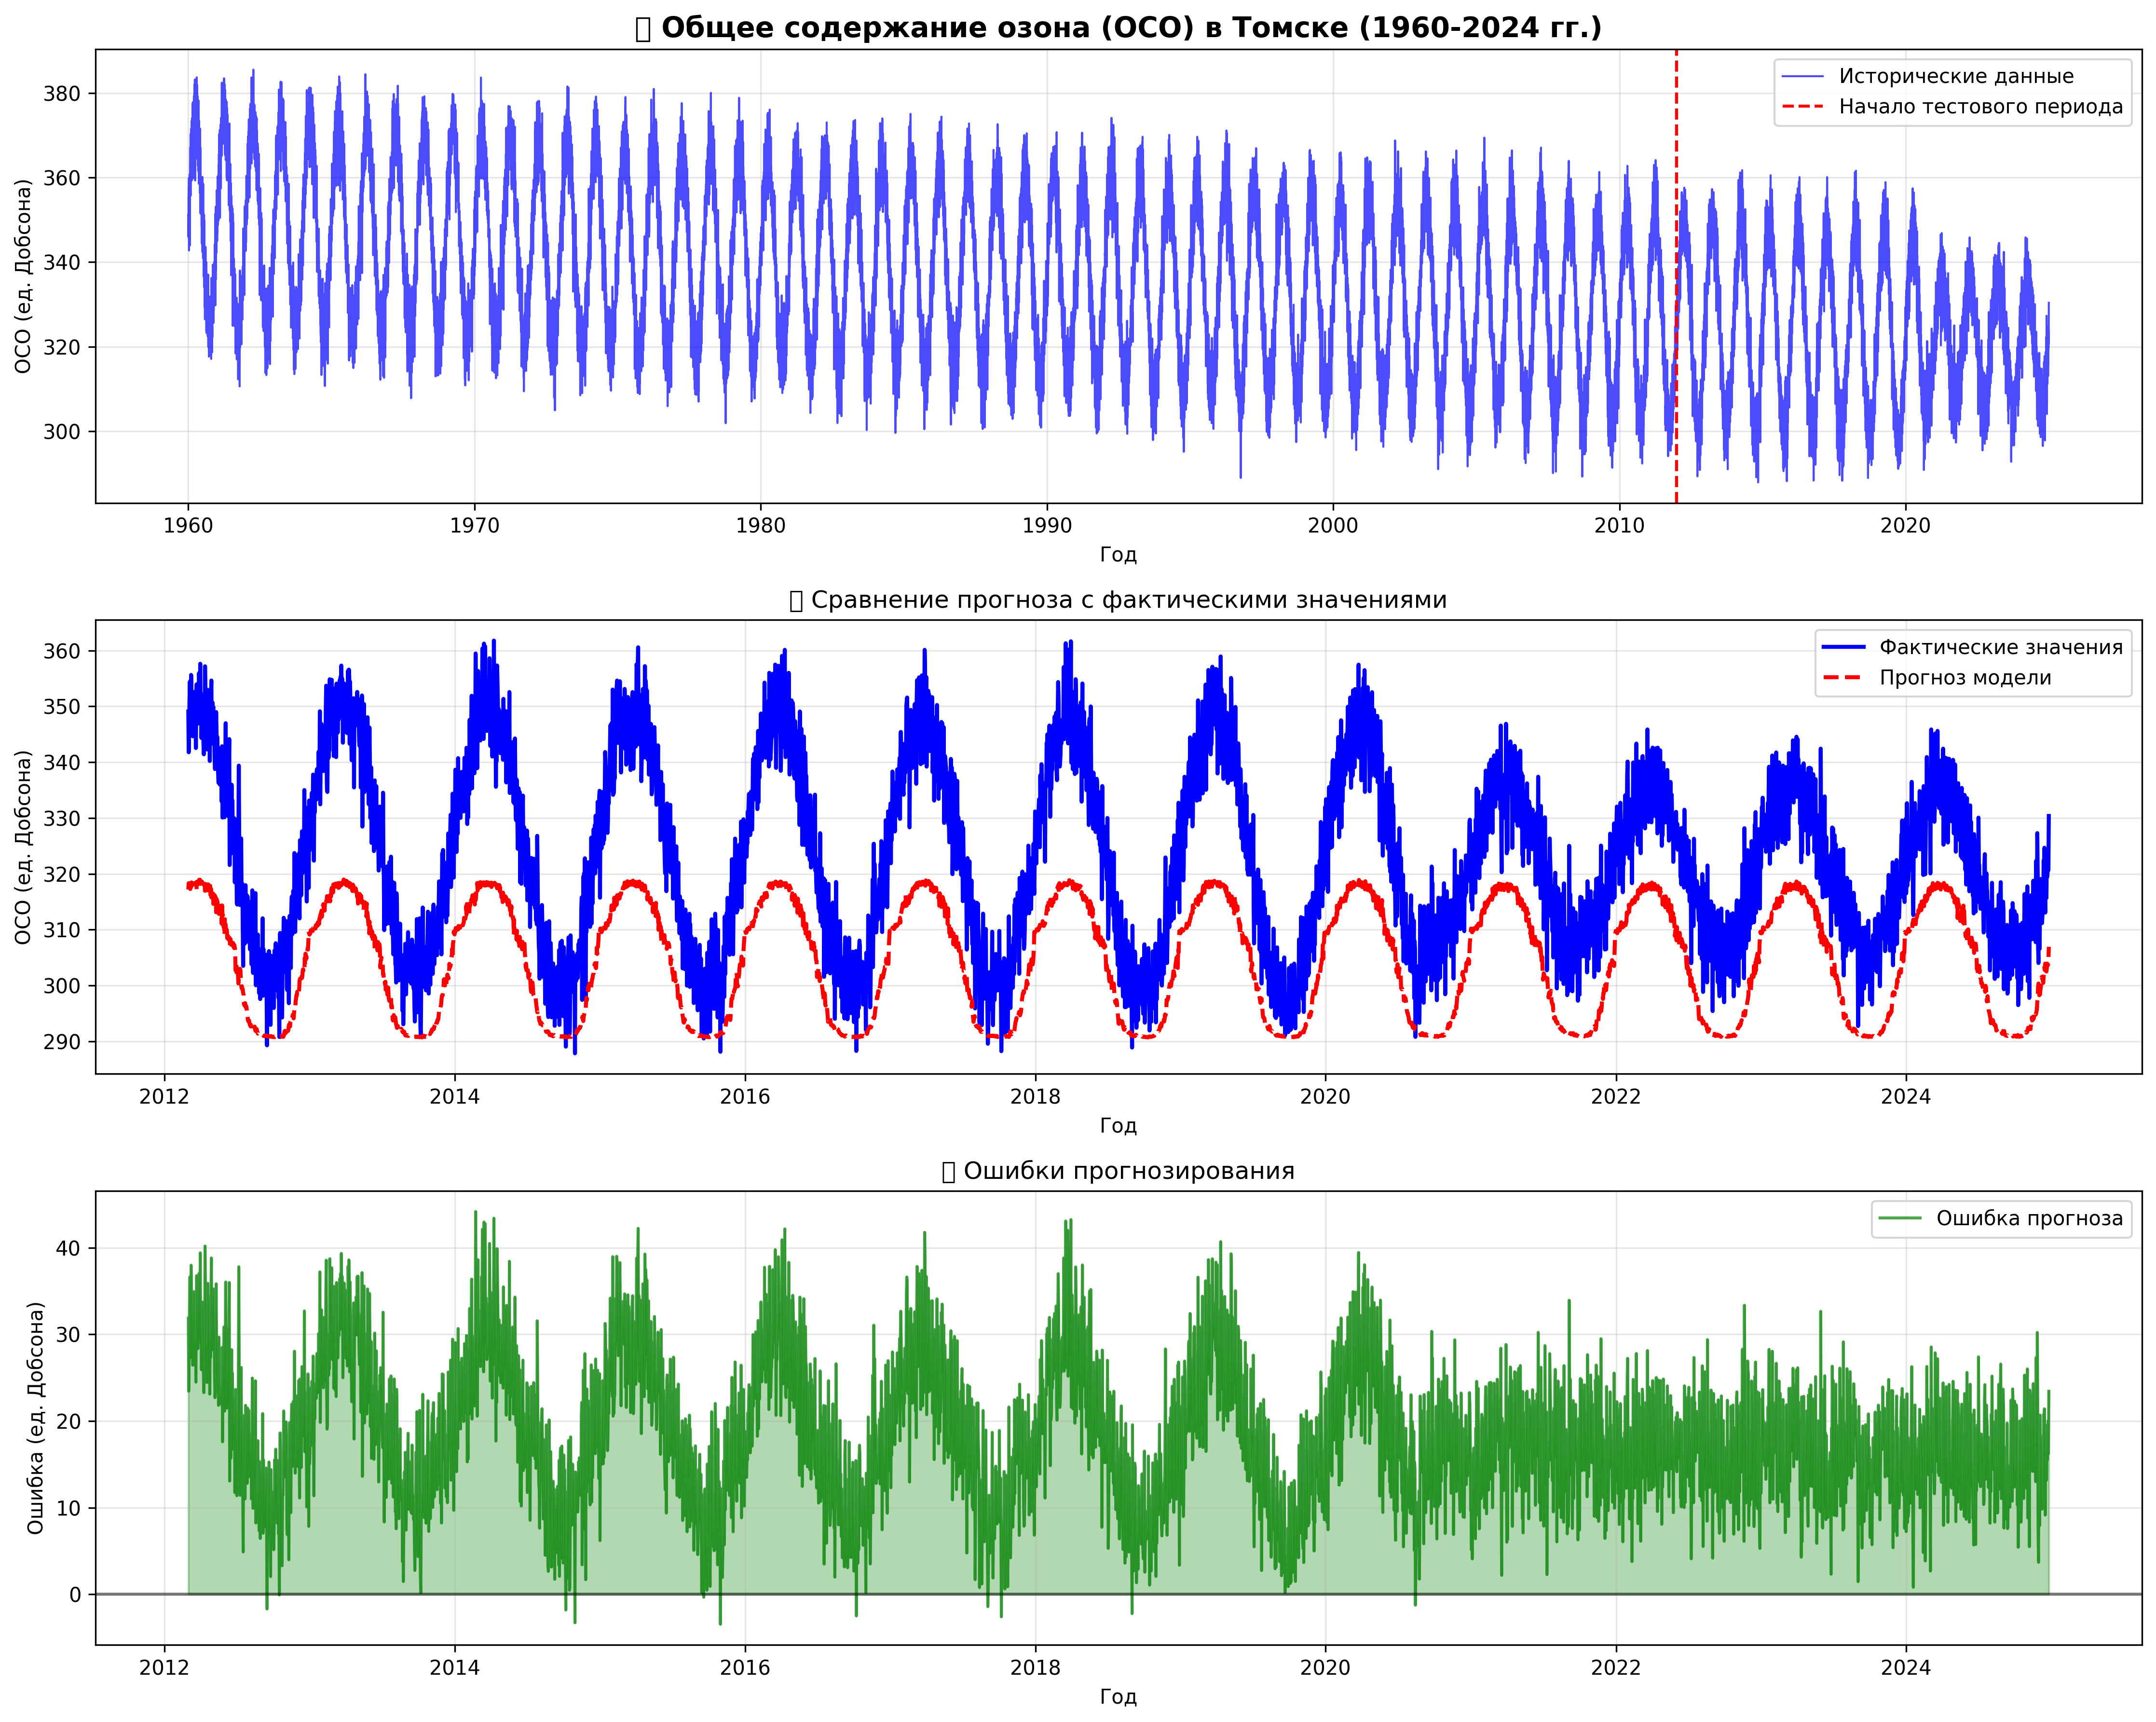 Общее содержание озона (ОСО) в Томске (1960-2024 гг.)
ОСО (ед. Добсона)
380
360
340
320
300
Исторические данные
Начало тестового периода
1960 1970 1980 1990 2000 2010 2020
Год
Сравнение прогноза с фактическими значениями
ОСО (ед. Добсона)
360
350
340
330
320
310
300
290
Фактические значения
Прогноз модели
2012 2014 2016 2018 2020 2022 2024
Год
Ошибки прогнозирования
Ошибка (ед. Добсона)
40
30
20
10
0
Ошибка прогноза
2012 2014 2016 2018 2020 2022 2024
Год